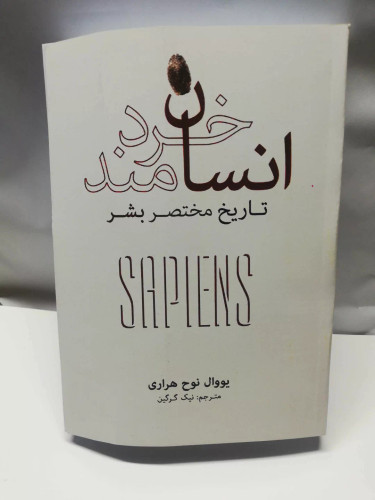 انسان
خردمند
تاریخ مختصر بشر
SAPIENS
یووال نوح هراری
مترجم: نیک گرگین